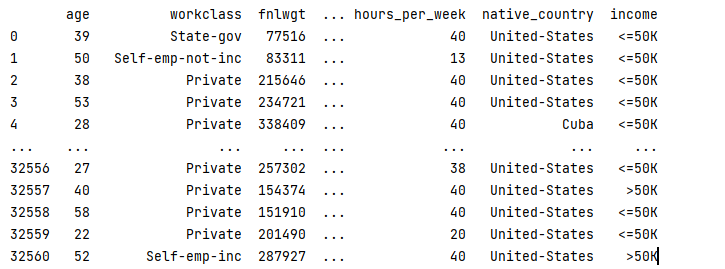 age workclass fnlwgt ... hours_per_week native_country income
0 39 State-gov 77516 ... 40 United-States <=50K
1 50 Self-emp-not-inc 83311 ... 13 United-States <=50K
2 38 Private 215646 ... 40 United-States <=50K
3 53 Private 234721 ... 40 United-States <=50K
4 28 Private 338409 ... 40 Cuba <=50K
... ... ... ... ... ... ... ...
32556 27 Private 257302 ... 38 United-States <=50K
32557 40 Private 154374 ... 40 United-States >50K
32558 58 Private 151910 ... 40 United-States <=50K
32559 22 Private 201490 ... 20 United-States <=50K
32560 52 Self-emp-inc 287927 ... 40 United-States >50K